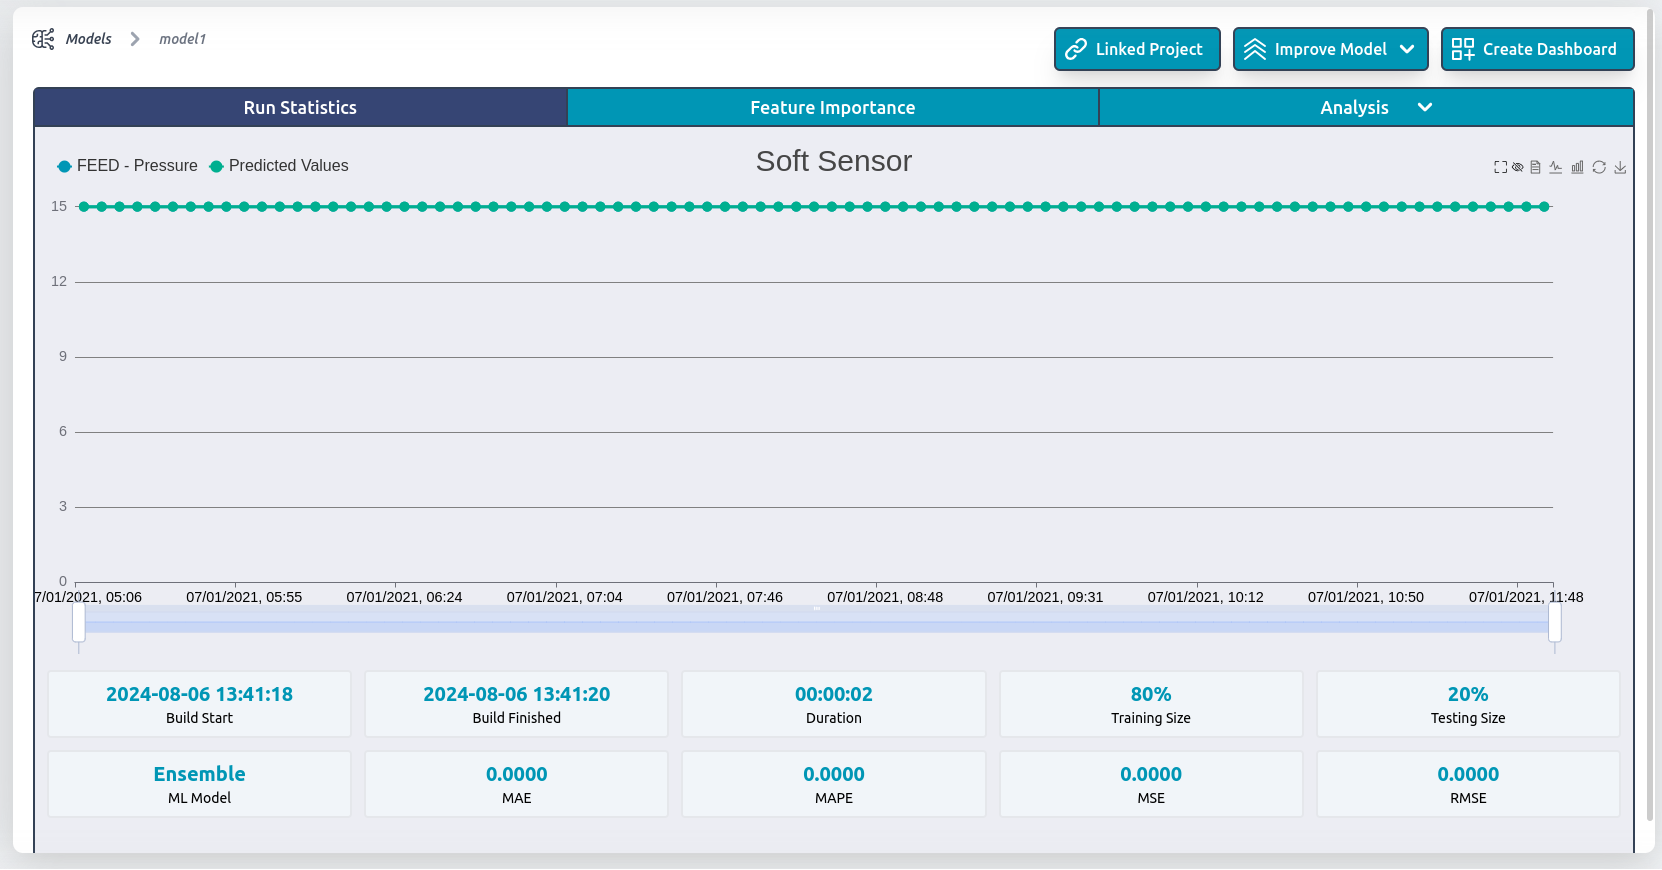 Models > model1
Linked Project
Improve Model
Create Dashboard
Run Statistics
Feature Importance
Analysis
FEED - Pressure
Predicted Values
Soft Sensor
15
12
9
6
3
0
7/01/2021, 05:06
07/01/2021, 05:55
07/01/2021, 06:24
07/01/2021, 07:04
07/01/2021, 07:46
07/01/2021, 08:48
07/01/2021, 09:31
07/01/2021, 10:12
07/01/2021, 10:50
07/01/2021, 11:48
2024-08-06 13:41:18
Build Start
2024-08-06 13:41:20
Build Finished
00:00:02
Duration
80%
Training Size
20%
Testing Size
Ensemble
ML Model
0.0000
MAE
0.0000
MAPE
0.0000
MSE
0.0000
RMSE